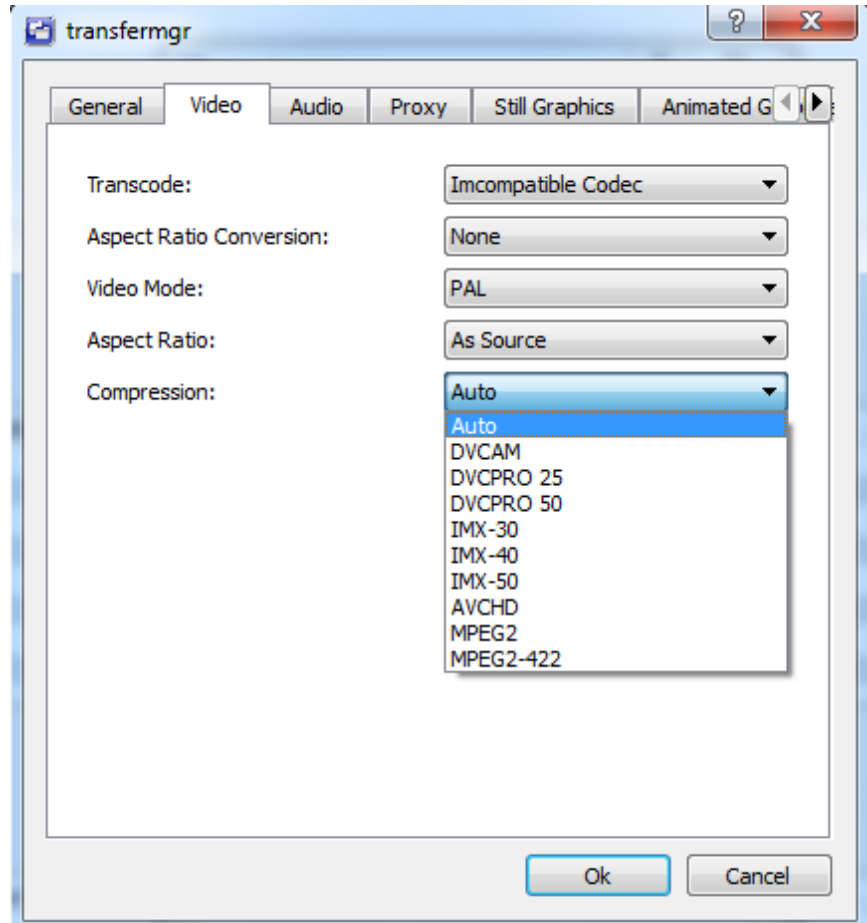 transfermgr
?
General Video Audio Proxy Still Graphics Animated G
Transcode: Imcompatible Codec
Aspect Ratio Conversion: None
Video Mode: PAL
Aspect Ratio: As Source
Compression: Auto
Auto
DVCAM
DVCPRO 25
DVCPRO 50
IMX-30
IMX-40
IMX-50
AVCHD
MPEG2
MPEG2-422
Ok Cancel